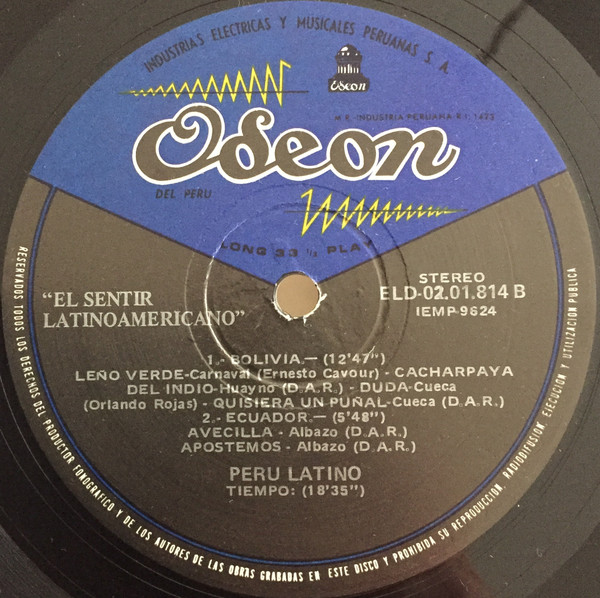 INDUSTRIAS ELECTRICAS Y MUSICALES PERUANAS S. A.
Odeon
M.R. INDUSTRIA PERUANA R.I. 1423
Odeon
DEL PERU
LONG 33 1/3 PLAY
STEREO
"EL SENTIR
LATINOAMERICANO"
ELD-02.01.814 B
IEMP-9624
1.- BOLIVIA.— (12'47")
LEÑO VERDE-Carnaval (Ernesto Cavour) - CACHARPAYA
DEL INDIO-Huayno (D.A.R.) - DUDA-Cueca
(Orlando Rojas) - QUISIERA UN PUÑAL-Cueca (D.A.R.)
2.- ECUADOR.— (5'48")
AVECILLA - Albazo (D.A.R.)
APOSTEMOS - Albazo (D.A.R.)
PERU LATINO
TIEMPO: (18'35")
RESERVADOS TODOS LOS DERECHOS DEL PRODUCTOR FONOGRAFICO Y DE LOS AUTORES DE LAS OBRAS GRABADAS EN ESTE DISCO Y PROHIBIDA SU REPRODUCCION, RADIODIFUSION, EJECUCION Y UTILIZACION PUBLICA